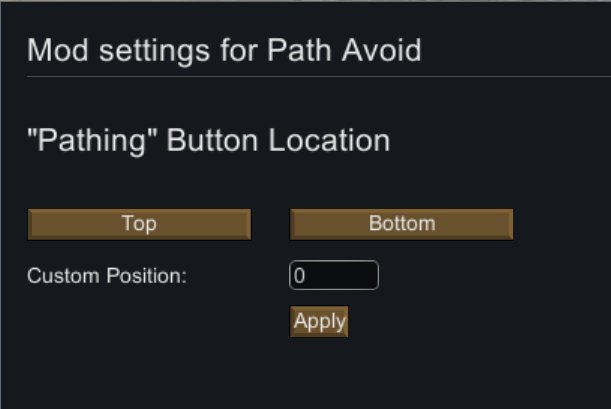 Mod settings for Path Avoid
"Pathing" Button Location
Top Bottom
Custom Position: 0
Apply